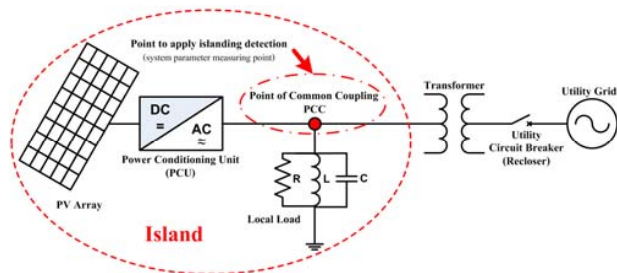 Point to apply islanding detection
(system parameter measuring point)
Point of Common Coupling
PCC
Transformer
Utility Grid
DC
=
AC
≈
Power Conditioning Unit
(PCU)
PV Array
Utility
Circuit Breaker
(Recloser)
R
L
C
Local Load
Island